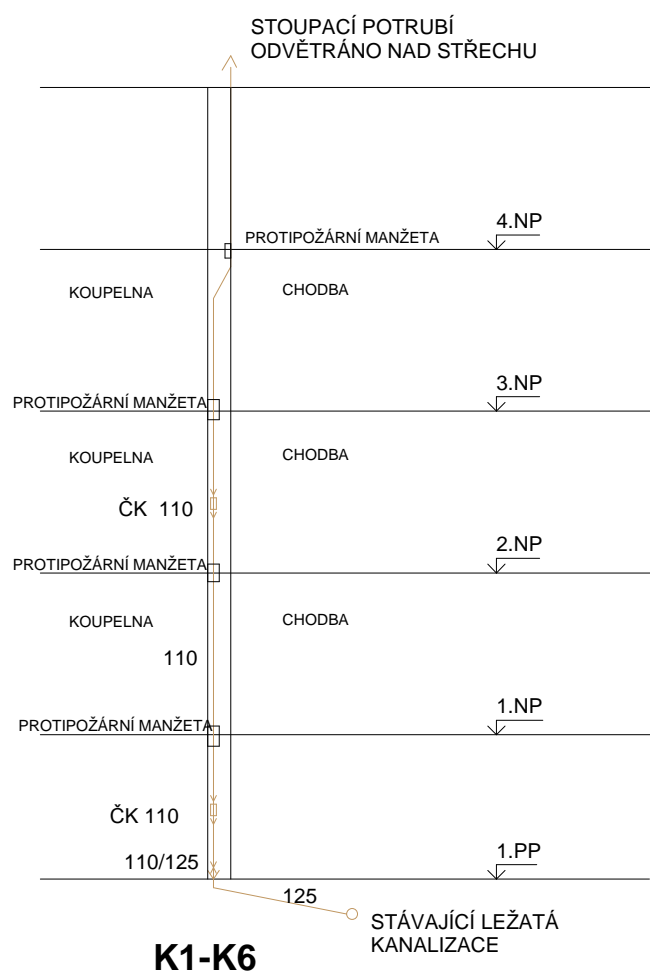 STOUPACÍ POTRUBÍ
ODVĚTRÁNO NAD STŘECHU
4.NP
PROTIPOŽÁRNÍ MANŽETA
KOUPELNA
CHODBA
3.NP
PROTIPOŽÁRNÍ MANŽETA
KOUPELNA
CHODBA
ČK 110
2.NP
PROTIPOŽÁRNÍ MANŽETA
KOUPELNA
CHODBA
110
1.NP
PROTIPOŽÁRNÍ MANŽETA
ČK 110
110/125
1.PP
125
STÁVAJÍCÍ LEŽATÁ
KANALIZACE
K1-K6